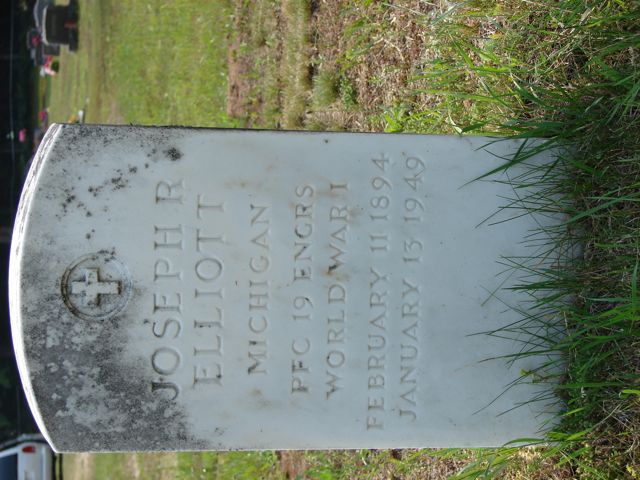 JOSEPH R
ELLIOTT
MICHIGAN
PFC 19 ENGRS
WORLD WAR I
FEBRUARY 11 1894
JANUARY 13 1949